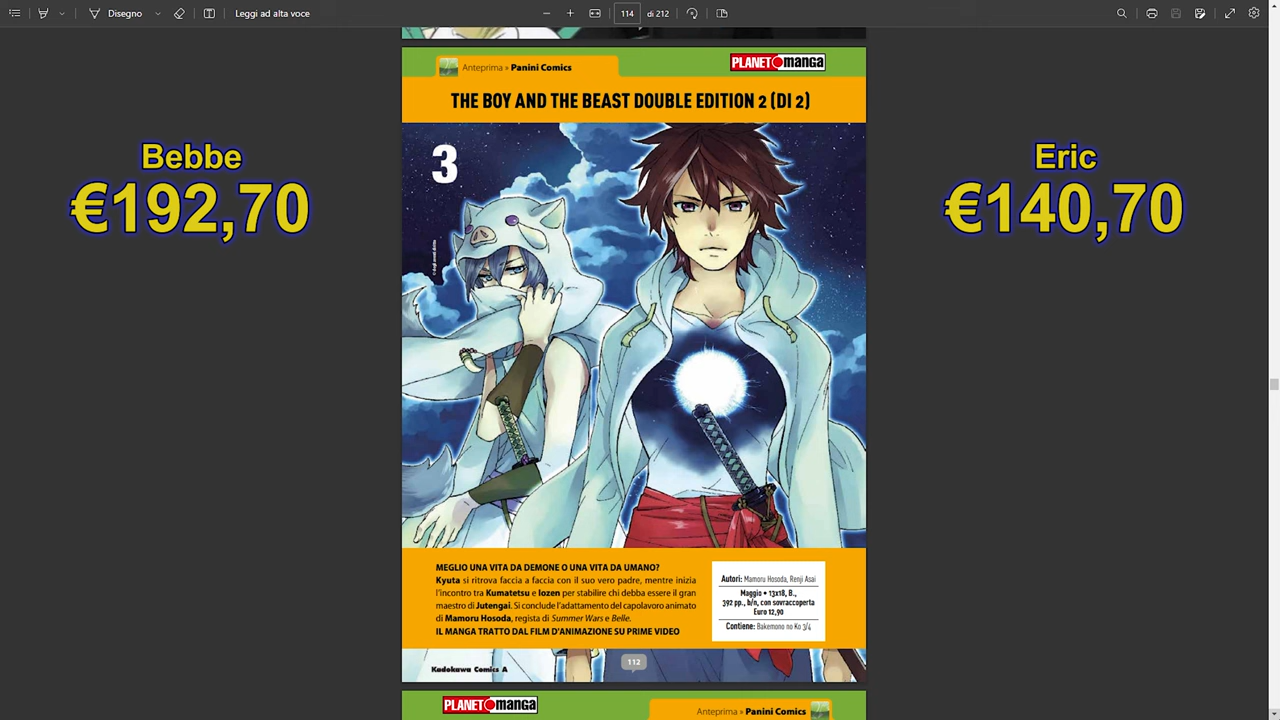 Disegno
Leggi ad alta voce
114 di 212
Anteprima » Panini Comics
PLANET manga
THE BOY AND THE BEAST DOUBLE EDITION 2 (DI 2)
Bebbe
€192,70
Eric
€140,70
3
MEGLIO UNA VITA DA DEMONE O UNA VITA DA UMANO?
Kyuta si ritrova faccia a faccia con il suo vero padre, mentre inizia
l'incontro tra Kumatetsu e Iozen per stabilire chi debba essere il gran
maestro di Jutengai. Si conclude l'adattamento del capolavoro animato
di Mamoru Hosoda, regista di Summer Wars e Belle.
IL MANGA TRATTO DAL FILM D'ANIMAZIONE SU PRIME VIDEO
Autori: Mamoru Hosoda, Renji Asai
Maggio • 13x18, B.,
392 pp., b/n, con sovraccoperta
Euro 12,90
Contiene: Bakemono no Ko 3/4
Kadokawa Comics A
112
PLANET manga
Anteprima » Panini Comics